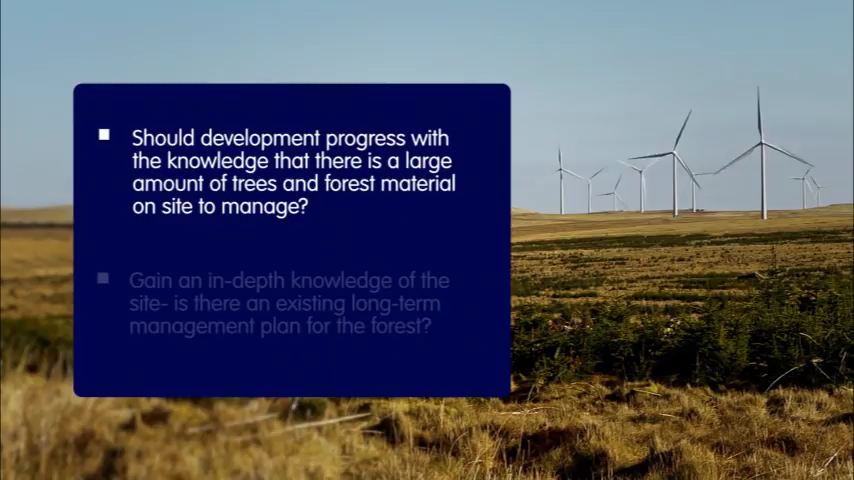 Should development progress with
the knowledge that there is a large
amount of trees and forest material
on site to manage?
Gain an in-depth knowledge of the
site- is there an existing long-term
management plan for the forest?